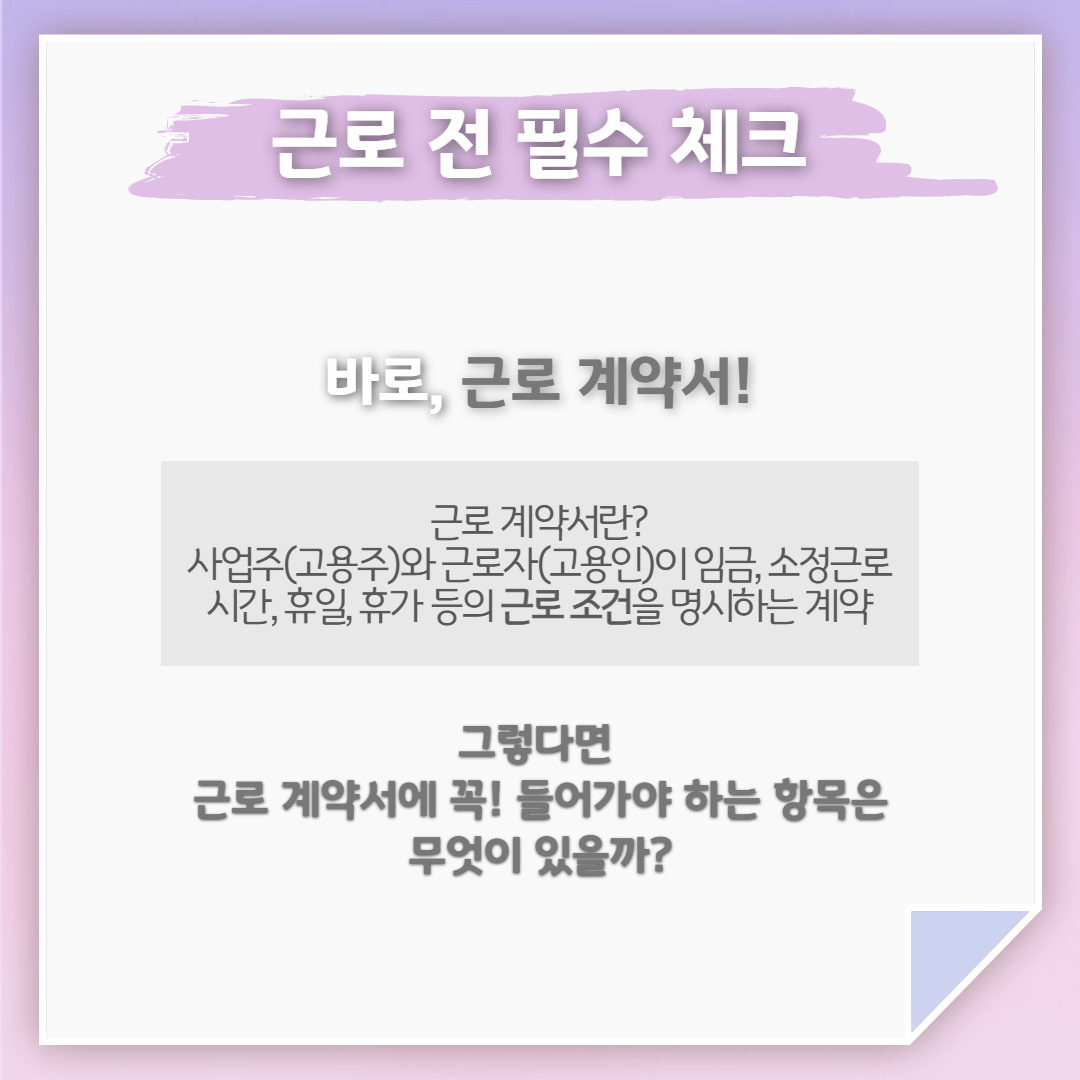 근로 전 필수 체크
바로, 근로 계약서!
근로 계약서란?
사업주(고용주)와 근로자(고용인)이 임금, 소정근로
시간, 휴일, 휴가 등의 근로 조건을 명시하는 계약
그렇다면
근로 계약서에 꼭! 들어가야 하는 항목은
무엇이 있을까?